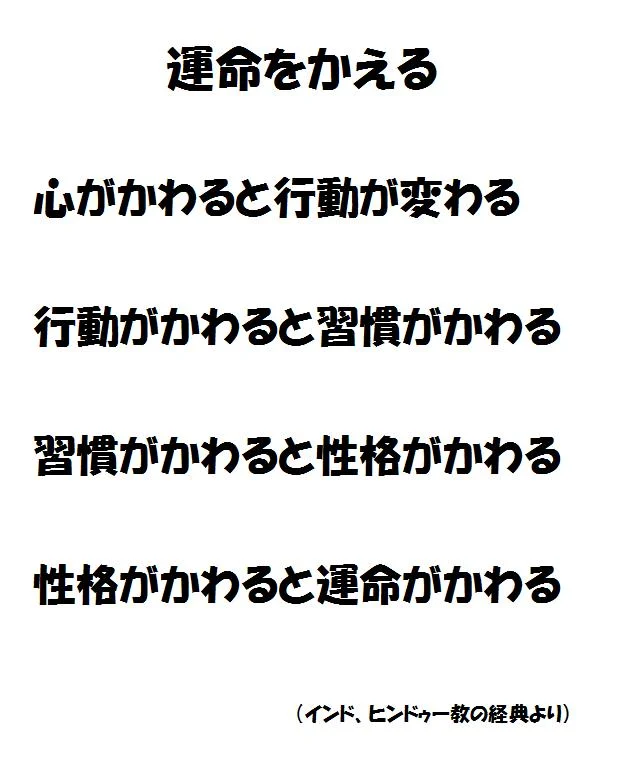 運命をかえる
心がかわると行動が変わる
行動がかわると習慣がかわる
習慣がかわると性格がかわる
性格がかわると運命がかわる
（インド、ヒンドゥー教の経典より）